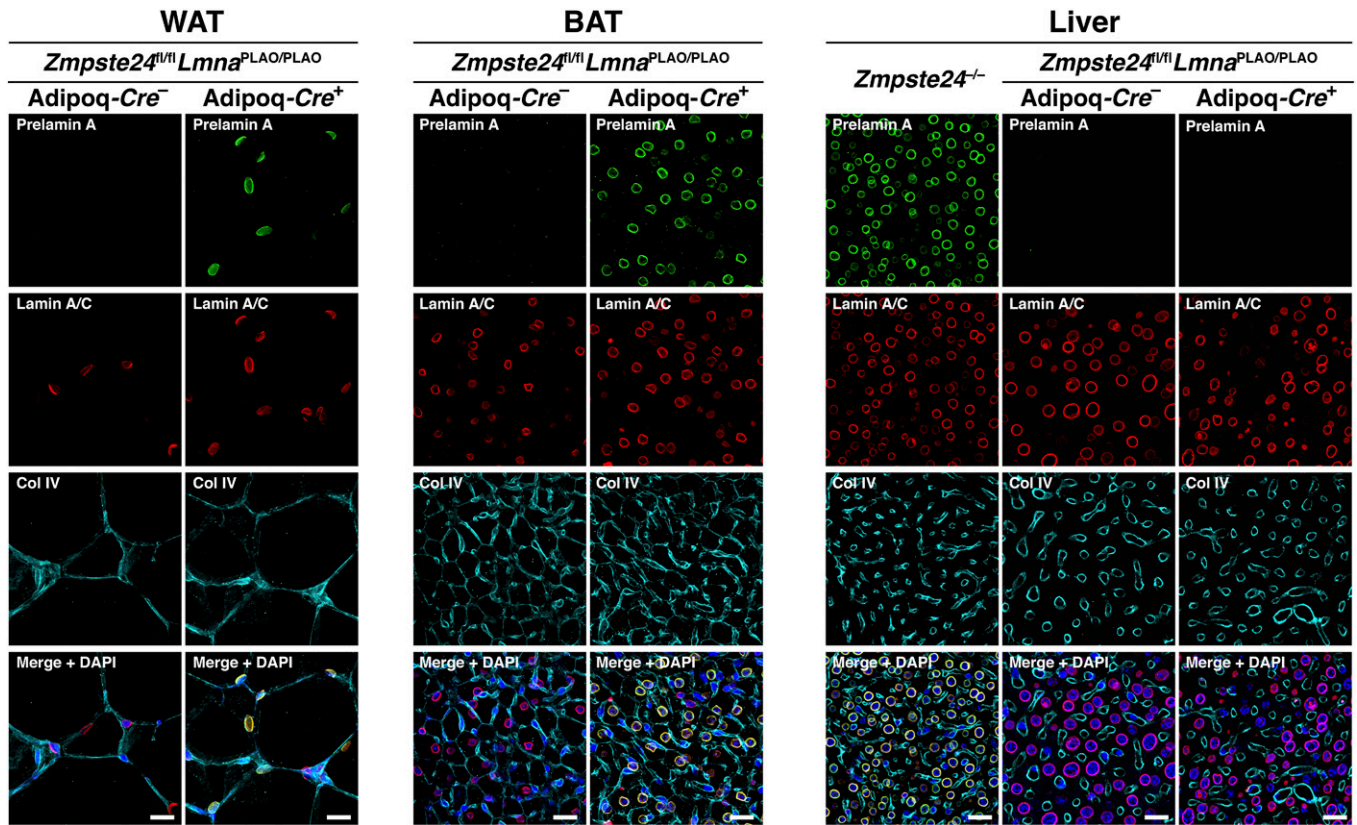 WAT BAT Liver
Zmpste24fl/fl LmnaPLAO/PLAO Zmpste24fl/fl LmnaPLAO/PLAO Zmpste24–/– Zmpste24fl/fl LmnaPLAO/PLAO
Adipoq-Cre– Adipoq-Cre+ Adipoq-Cre– Adipoq-Cre+ Adipoq-Cre– Adipoq-Cre+
Prelamin A Prelamin A Prelamin A Prelamin A Prelamin A Prelamin A Prelamin A
Lamin A/C Lamin A/C Lamin A/C Lamin A/C Lamin A/C Lamin A/C Lamin A/C
Col IV Col IV Col IV Col IV Col IV Col IV Col IV
Merge + DAPI Merge + DAPI Merge + DAPI Merge + DAPI Merge + DAPI Merge + DAPI Merge + DAPI